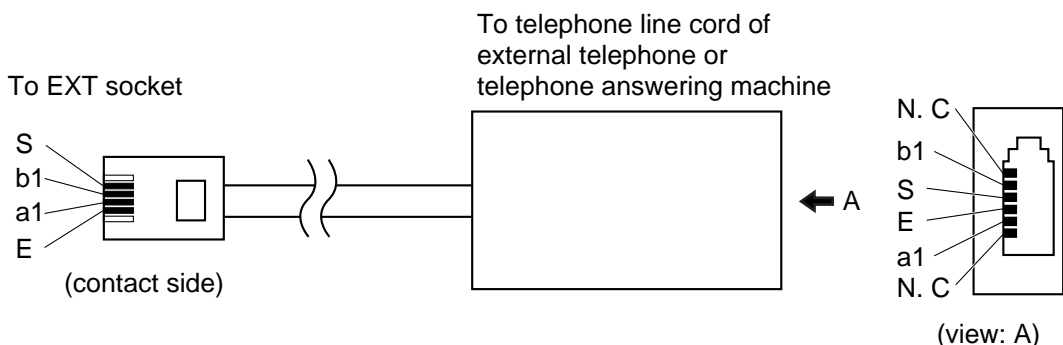 To telephone line cord of
external telephone or
telephone answering machine
To EXT socket
S
b1
a1
E
(contact side)
A
N. C
b1
S
E
a1
N. C
(view: A)